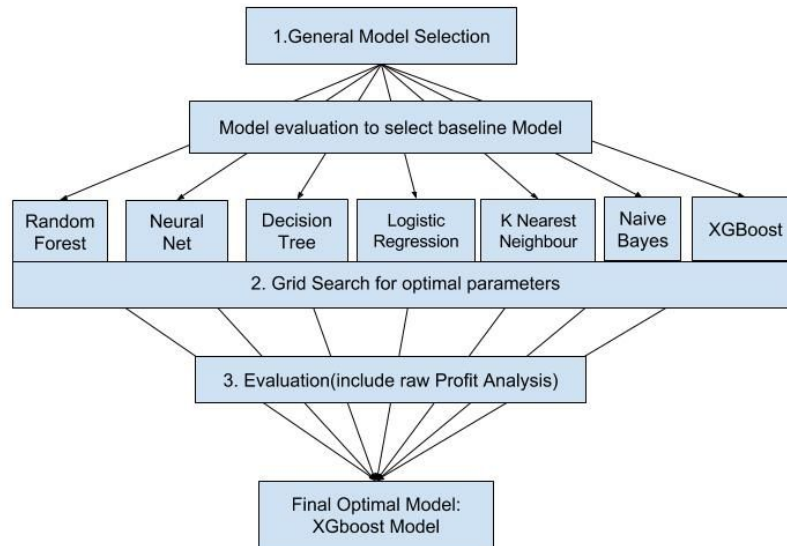 1.General Model Selection
Model evaluation to select baseline Model
Random
Forest
Neural
Net
Decision
Tree
Logistic
Regression
K Nearest
Neighbour
Naive
Bayes
XGBoost
2. Grid Search for optimal parameters
3. Evaluation(include raw Profit Analysis)
Final Optimal Model:
XGboost Model